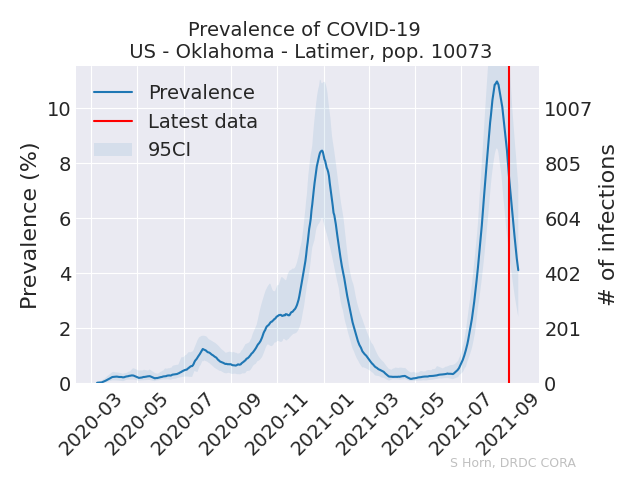 Prevalence of COVID-19
US - Oklahoma - Latimer, pop. 10073
Prevalence
Latest data
95CI
Prevalence (%)
10
8
6
4
2
0
1007
805
604
402
201
0
# of infections
2020-03
2020-05
2020-07
2020-09
2020-11
2021-01
2021-03
2021-05
2021-07
2021-09
S Horn, DRDC CORA